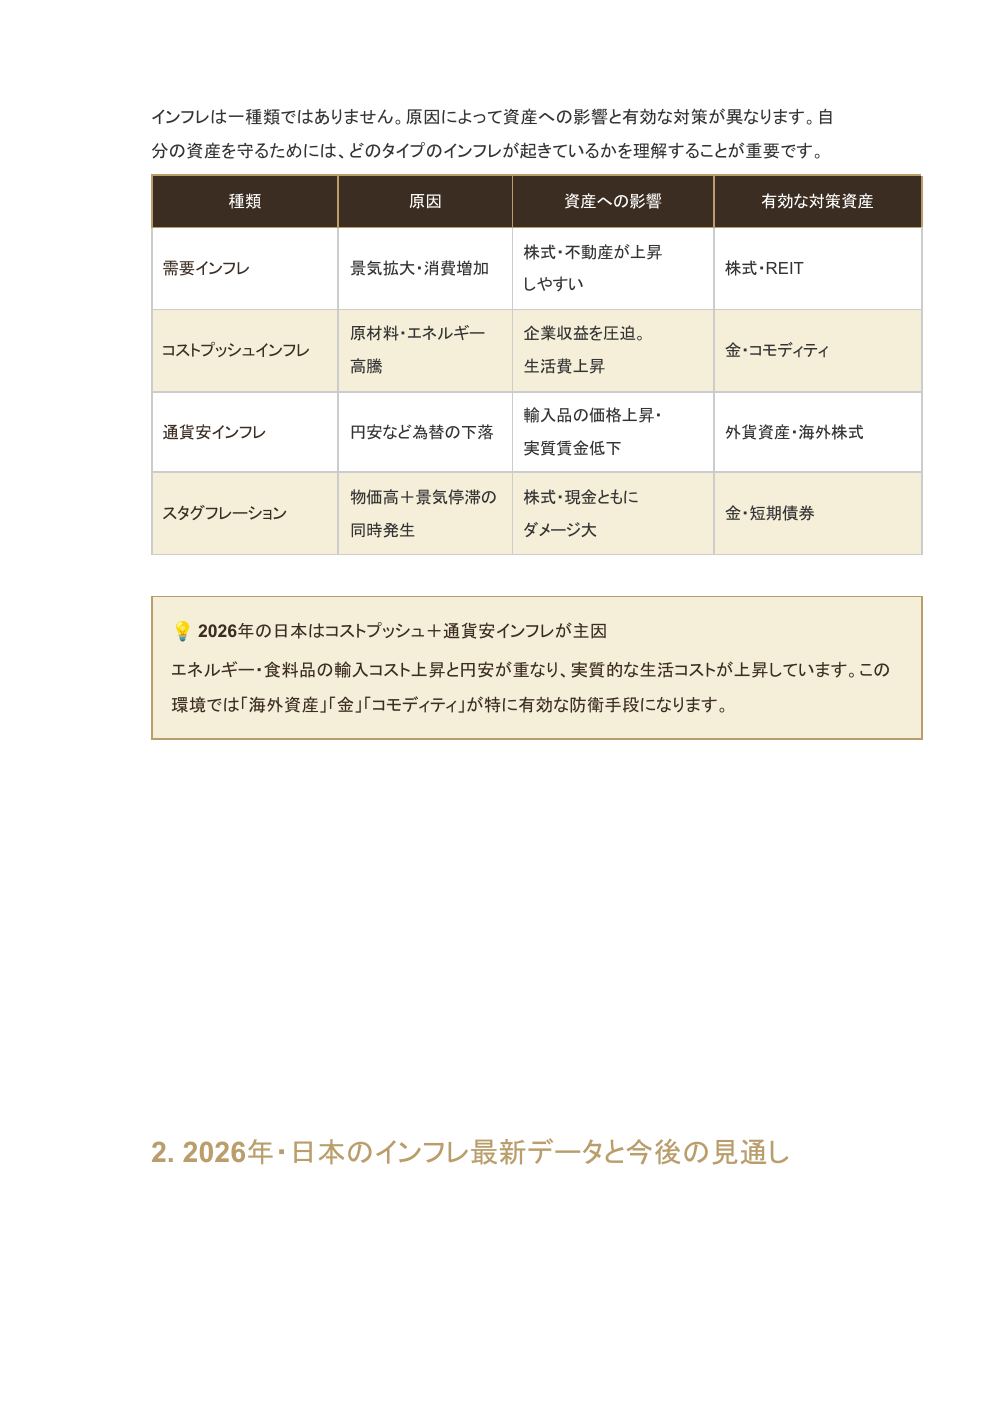 インフレは一種類ではありません。原因によって資産への影響と有効な対策が異なります。自
分の資産を守るためには、どのタイプのインフレが起きているかを理解することが重要です。
種類 原因 資産への影響 有効な対策資産
需要インフレ 景気拡大・消費増加 株式・不動産が上昇
しやすい 株式・REIT
コストプッシュインフレ 原材料・エネルギー
高騰 企業収益を圧迫。
生活費上昇 金・コモディティ
通貨安インフレ 円安など為替の下落 輸入品の価格上昇・
実質賃金低下 外貨資産・海外株式
スタグフレーション 物価高＋景気停滞の
同時発生 株式・現金ともに
ダメージ大 金・短期債券
💡 2026年の日本はコストプッシュ＋通貨安インフレが主因
エネルギー・食料品の輸入コスト上昇と円安が重なり、実質的な生活コストが上昇しています。この
環境では「海外資産」「金」「コモディティ」が特に有効な防衛手段になります。
2. 2026年・日本のインフレ最新データと今後の見通し